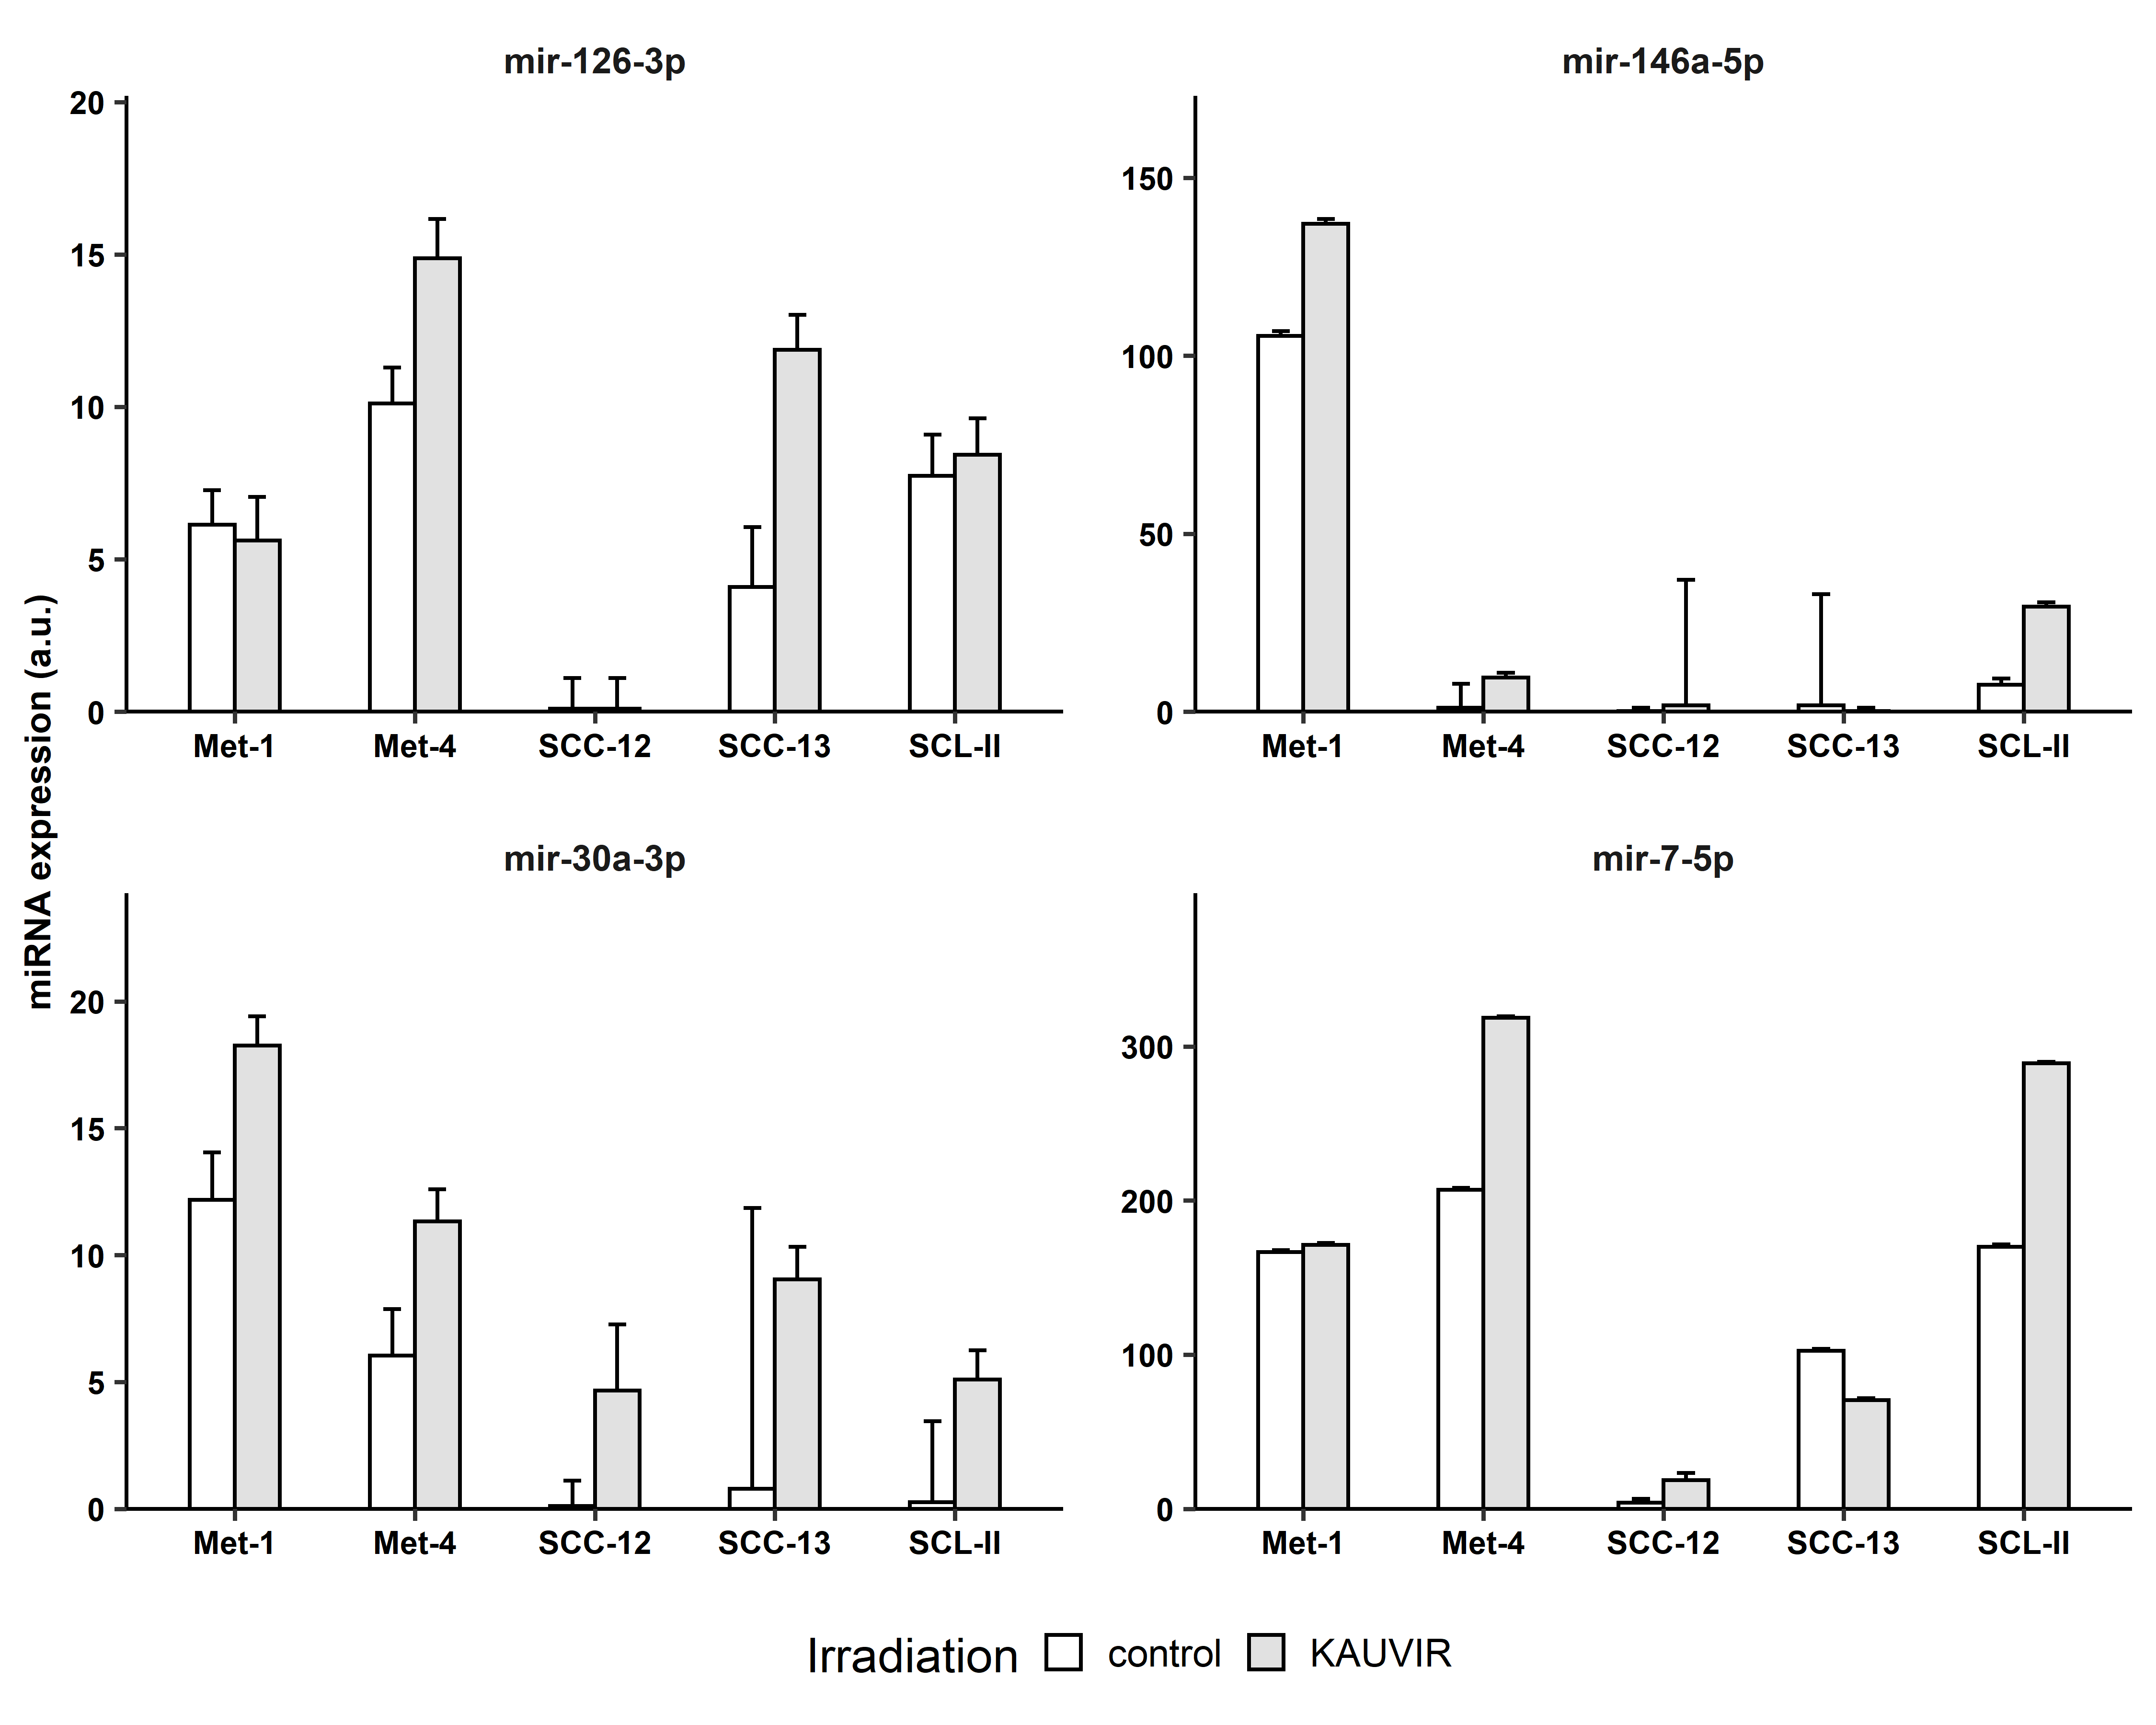 mir-126-3p
20
15
10
5
0
Met-1 Met-4 SCC-12 SCC-13 SCL-II
mir-146a-5p
150
100
50
0
Met-1 Met-4 SCC-12 SCC-13 SCL-II
miRNA expression (a.u.)
mir-30a-3p
20
15
10
5
0
Met-1 Met-4 SCC-12 SCC-13 SCL-II
mir-7-5p
300
200
100
0
Met-1 Met-4 SCC-12 SCC-13 SCL-II
Irradiation control KAUVIR